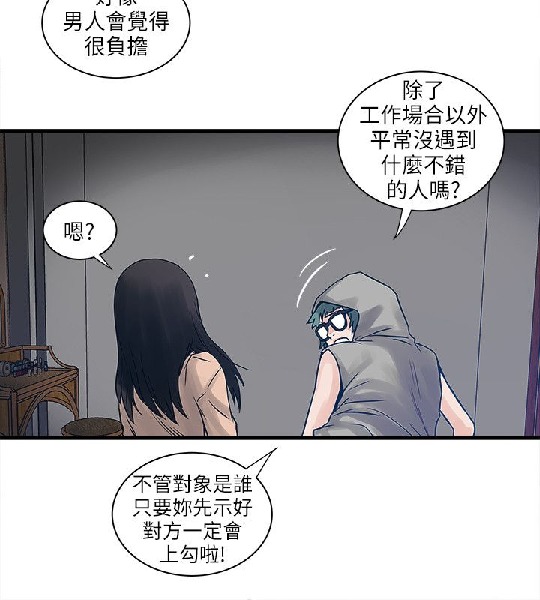 好像
男人會覺得
很負擔
除了
工作場合以外
平常沒遇到
什麼不錯
的人嗎?
嗯?
不管對象是誰
只要妳先示好
對方一定會
上勾啦!